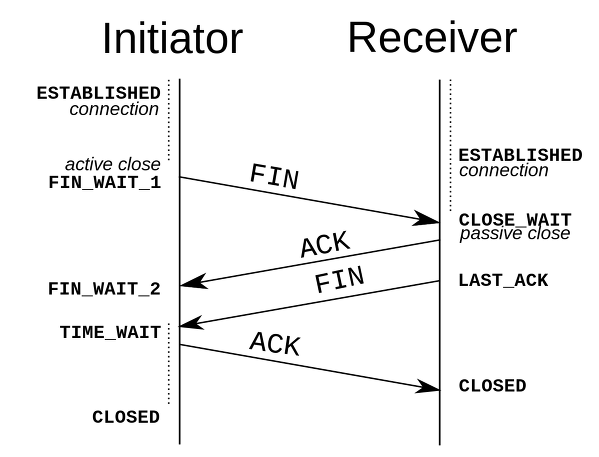 Initiator
Receiver
ESTABLISHED
connection
active close
FIN_WAIT_1
FIN
ESTABLISHED
connection
CLOSE_WAIT
passive close
ACK
FIN
FIN_WAIT_2
LAST_ACK
TIME_WAIT
ACK
CLOSED
CLOSED